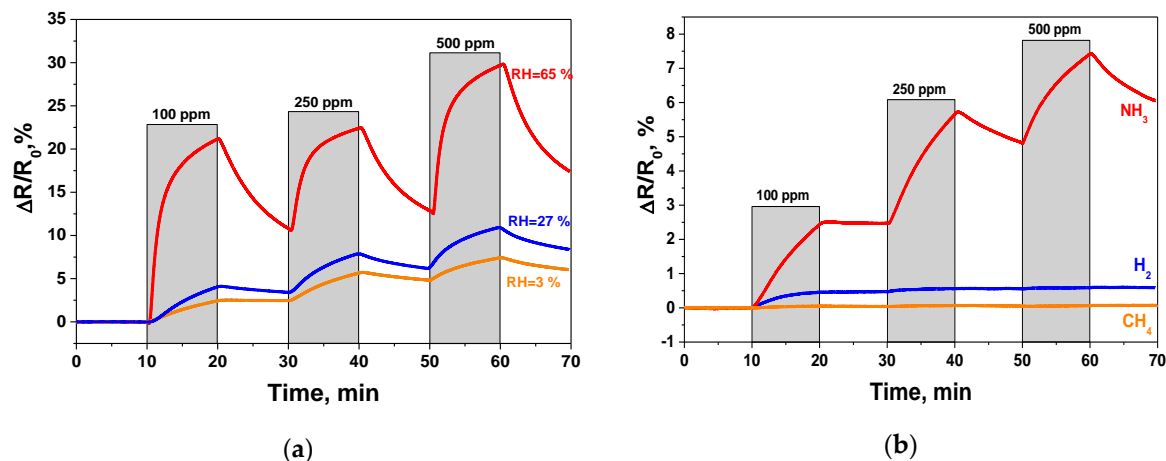 35
30
25
20
15
10
5
0
ΔR/R0,%
100 ppm
250 ppm
500 ppm
RH=65 %
RH=27 %
RH=3 %
0 10 20 30 40 50 60 70
Time, min
(a)
8
7
6
5
4
3
2
1
0
-1
ΔR/R0,%
100 ppm
250 ppm
500 ppm
NH3
H2
CH4
0 10 20 30 40 50 60 70
Time, min
(b)